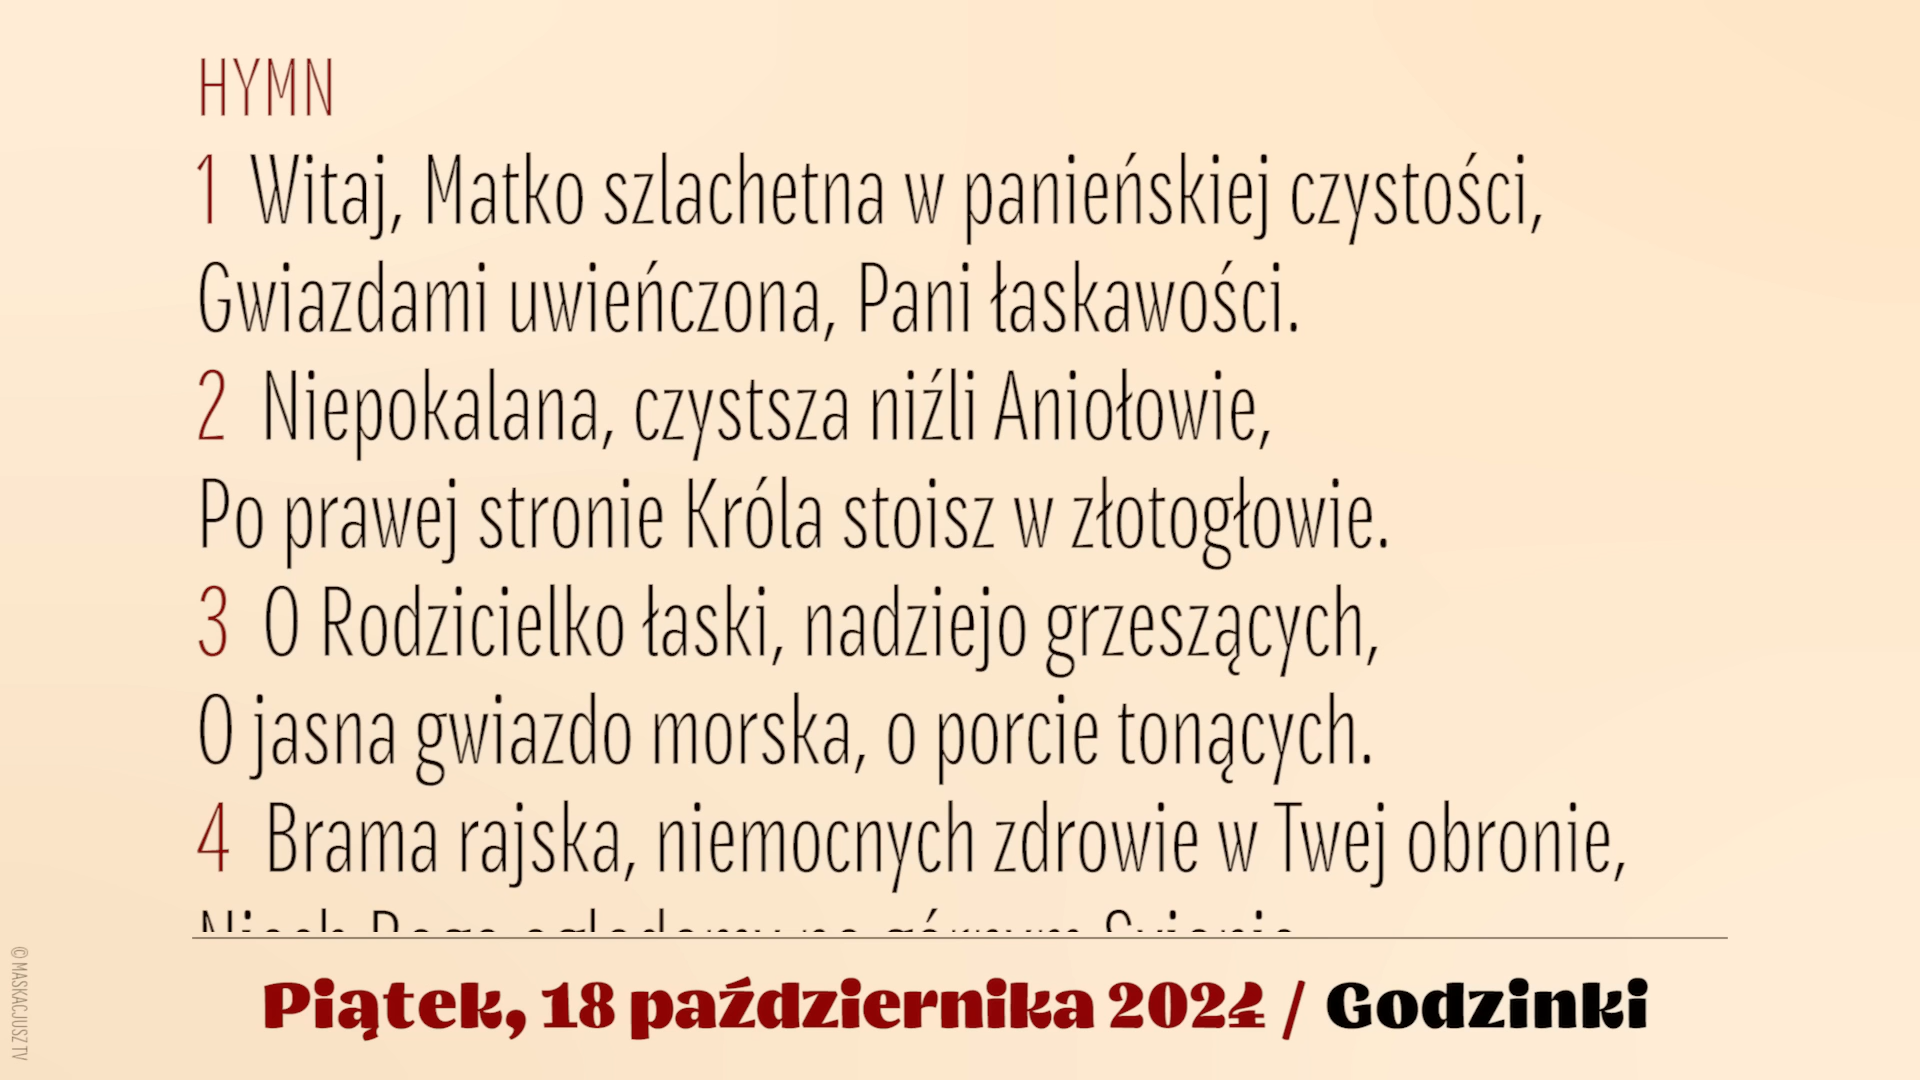 HYMN
1 Witaj, Matko szlachetna w panieńskiej czystości,
Gwiazdami uwieńczona, Pani łaskawości.
2 Niepokalana, czystsza niźli Aniołowie,
Po prawej stronie Króla stoisz w złotogłowie.
3 O Rodzicielko łaski, nadziejo grzeszących,
O jasna gwiazdo morska, o porcie tonących.
4 Brama rajska, niemocnych zdrowie w Twej obronie,
Piątek, 18 października 2024 / Godzinki
© MASKACJUSZ TV